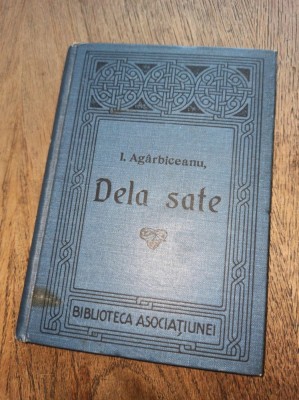 I. Agârbiceanu,
Dela sate
BIBLIOTECA ASOCIAȚIUNEI